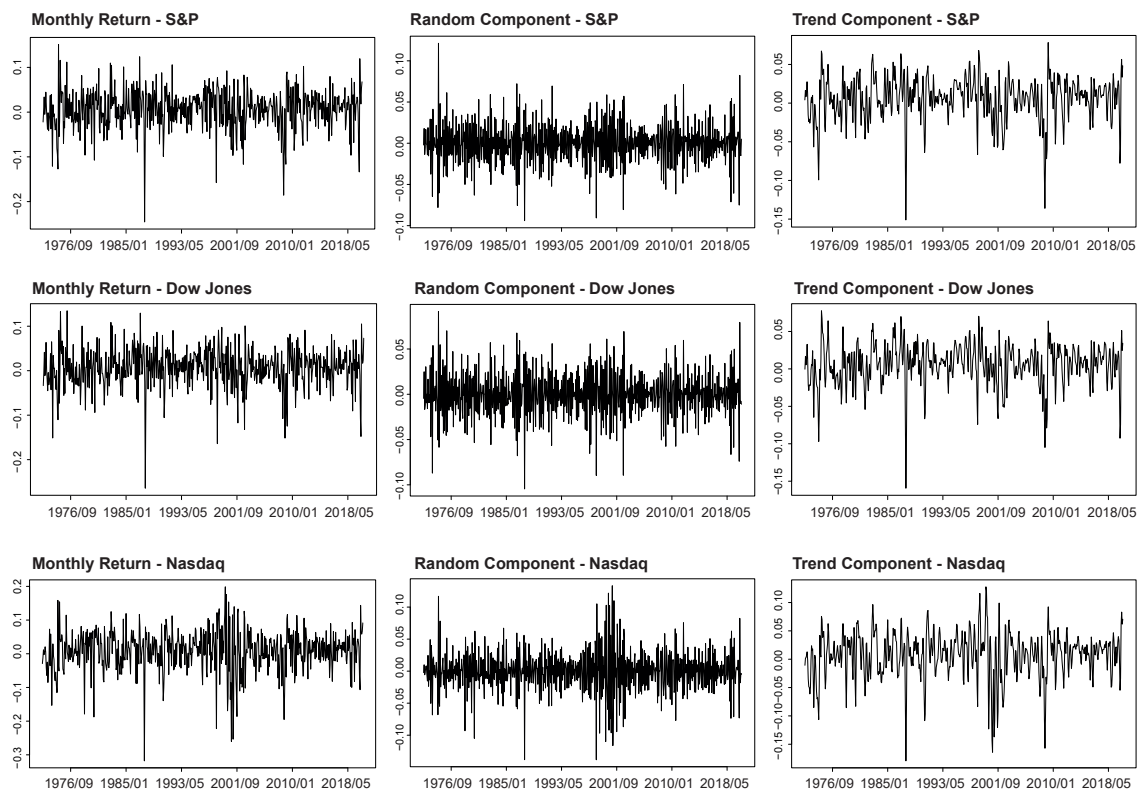 Monthly Return - S&P
0.1
0.0
−0.1
−0.2
1976/09 1985/01 1993/05 2001/09 2010/01 2018/05
Random Component - S&P
0.10
0.05
0.00
−0.05
−0.10
1976/09 1985/01 1993/05 2001/09 2010/01 2018/05
Trend Component - S&P
0.05
0.00
−0.05
−0.10
−0.15
1976/09 1985/01 1993/05 2001/09 2010/01 2018/05
Monthly Return - Dow Jones
0.1
0.0
−0.1
−0.2
1976/09 1985/01 1993/05 2001/09 2010/01 2018/05
Random Component - Dow Jones
0.05
0.00
−0.05
−0.10
1976/09 1985/01 1993/05 2001/09 2010/01 2018/05
Trend Component - Dow Jones
0.05
0.00
−0.05
−0.10
−0.15
1976/09 1985/01 1993/05 2001/09 2010/01 2018/05
Monthly Return - Nasdaq
0.2
0.1
0.0
−0.1
−0.2
−0.3
1976/09 1985/01 1993/05 2001/09 2010/01 2018/05
Random Component - Nasdaq
0.10
0.05
0.00
−0.05
−0.10
1976/09 1985/01 1993/05 2001/09 2010/01 2018/05
Trend Component - Nasdaq
0.10
0.05
0.00
−0.05
−0.10
−0.15
1976/09 1985/01 1993/05 2001/09 2010/01 2018/05